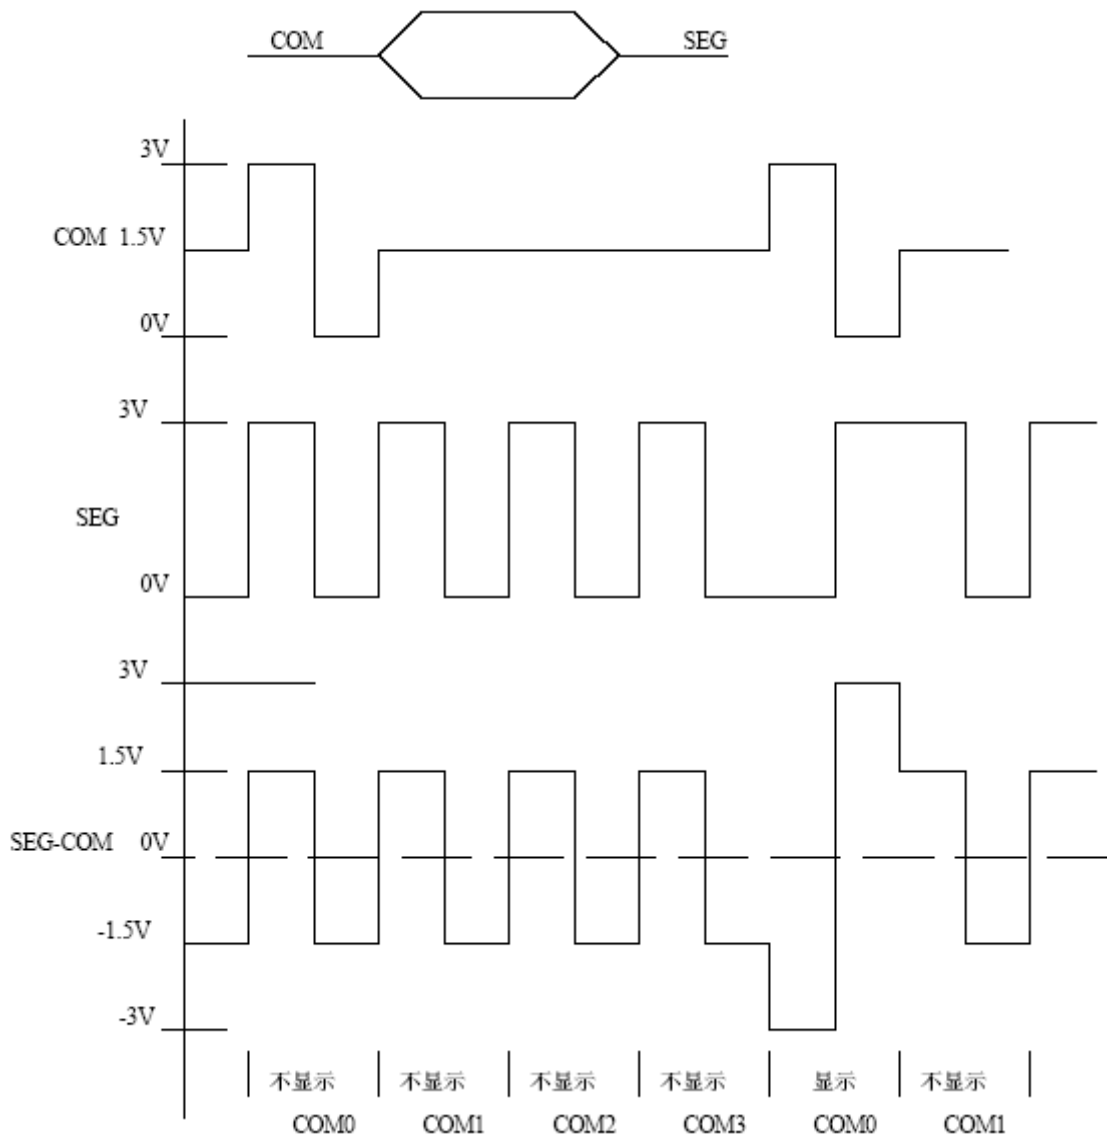 COM SEG
3V
COM 1.5V
0V
3V
SEG
0V
3V
1.5V
SEG-COM 0V
-1.5V
-3V
不显示 不显示 不显示 不显示 显示 不显示
COM0 COM1 COM2 COM3 COM0 COM1